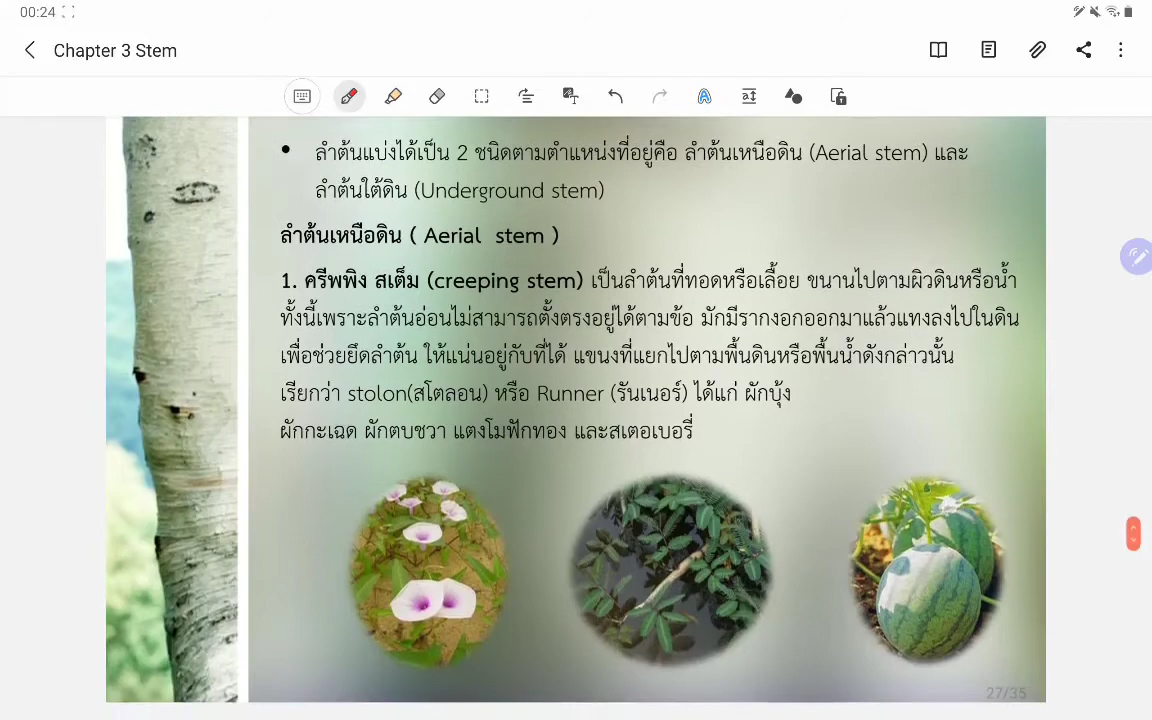 00:24
Chapter 3 Stem
• ลำต้นแบ่งได้เป็น 2 ชนิดตามตำแหน่งที่อยู่คือ ลำต้นเหนือดิน (Aerial stem) และ
ลำต้นใต้ดิน (Underground stem)
ลำต้นเหนือดิน ( Aerial stem )
1. ครีพพิง สเต็ม (creeping stem) เป็นลำต้นที่ทอดหรือเลื้อย ขนานไปตามผิวดินหรือน้ำ
ทั้งนี้เพราะลำต้นอ่อนไม่สามารถตั้งตรงอยู่ได้ตามข้อ มักมีรากงอกออกมาแล้วแทงลงไปในดิน
เพื่อช่วยยึดลำต้น ให้แน่นอยู่กับที่ได้ แขนงที่แยกไปตามพื้นดินหรือพื้นน้ำดังกล่าวนั้น
เรียกว่า stolon(สโตลอน) หรือ Runner (รันเนอร์) ได้แก่ ผักบุ้ง
ผักกะเฉด ผักตบชวา แตงโมฟักทอง และสเตอเบอรี่
27/35